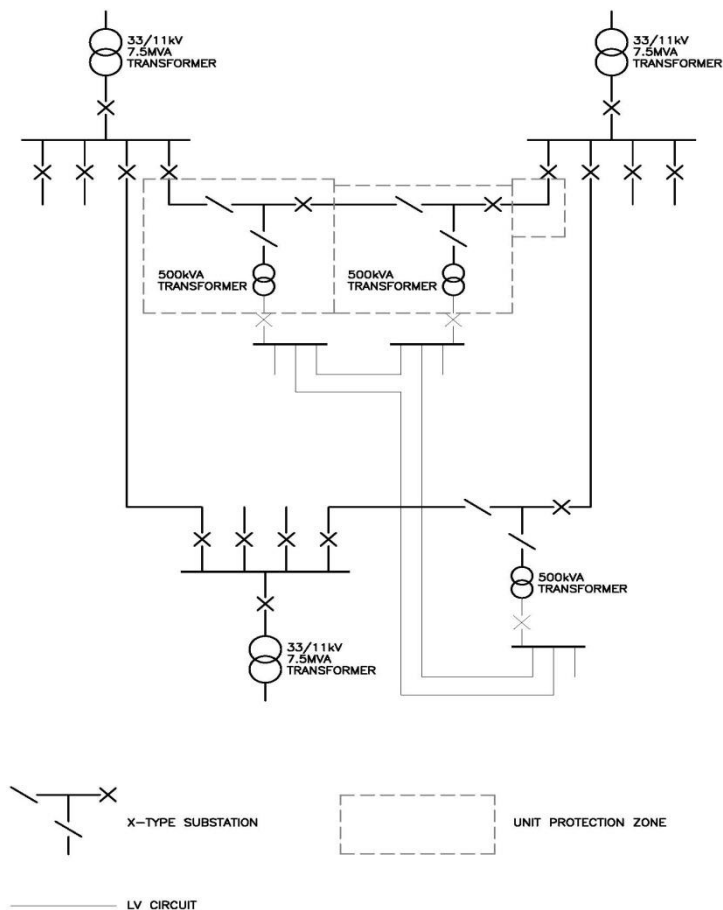 33/11kV
7.5MVA
TRANSFORMER
33/11kV
7.5MVA
TRANSFORMER
500kVA
TRANSFORMER
500kVA
TRANSFORMER
500kVA
TRANSFORMER
33/11kV
7.5MVA
TRANSFORMER
X-TYPE SUBSTATION
UNIT PROTECTION ZONE
LV CIRCUIT